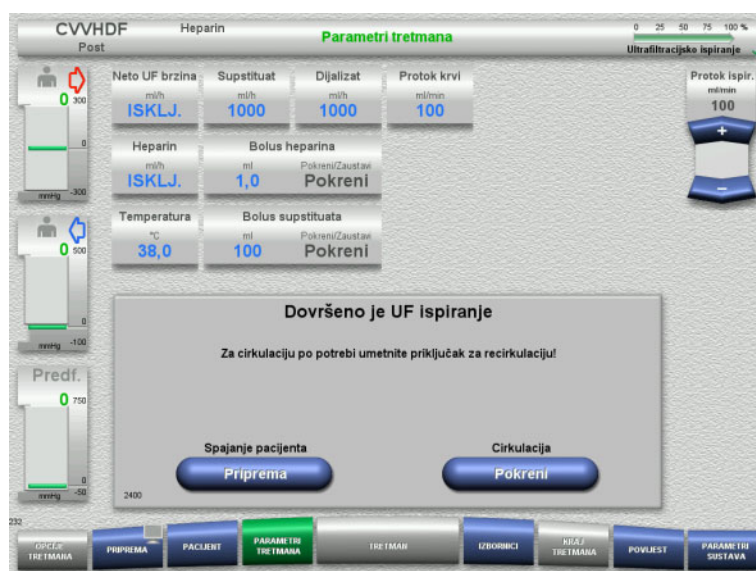 CVVHDF Heparin Parametri tretmana 0 25 50 75 100 %
Post Ultrafiltracijsko ispiranje
Neto UF brzina Supstituat Dijalizat Protok krvi Protok ispir.
ml/h ml/h ml/h ml/min ml/min
ISKLJ. 1000 1000 100 100
0 300
+
0
-
mmHg -300
Heparin Bolus heparina
ml/h ml Pokreni/Zaustavi
ISKLJ. 1,0 Pokreni
Temperatura Bolus supstituata
°C ml Pokreni/Zaustavi
38,0 100 Pokreni
0 500
0
mmHg -100
Dovršeno je UF ispiranje
Za cirkulaciju po potrebi umetnite priključak za recirkulaciju!
Predf.
0 750
0
mmHg -50
Spajanje pacijenta Cirkulacija
Priprema Pokreni
2400
232
OPCIJE TRETMANA PRIPREMA PACIJENT PARAMETRI TRETMANA TRETMAN IZBORNICI KRAJ TRETMANA POVIJEST PARAMETRI SUSTAVA